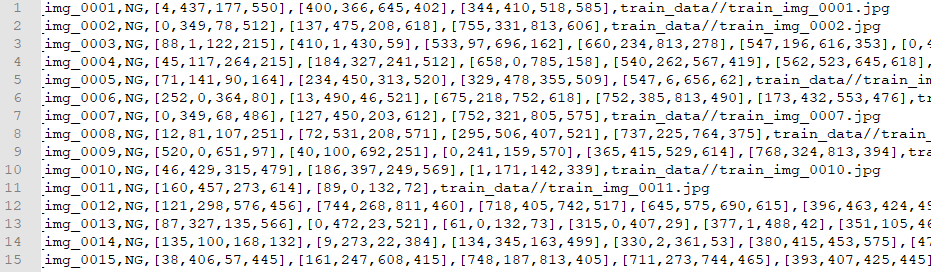 1 _img_0001,NG,[4,437,177,550],[400,366,645,402],[344,410,518,585],train_data//train_img_0001.jpg
2 _img_0002,NG,[0,349,78,512],[137,475,208,618],[755,331,813,606],train_data//train_img_0002.jpg
3 _img_0003,NG,[88,1,122,215],[410,1,430,59],[533,97,696,162],[660,234,813,278],[547,196,616,353],[0,4
4 _img_0004,NG,[45,117,264,215],[184,327,241,512],[658,0,785,158],[540,262,567,419],[562,523,645,618],
5 _img_0005,NG,[71,141,90,164],[234,450,313,520],[329,478,355,509],[547,6,656,62],train_data//train_im
6 _img_0006,NG,[252,0,364,80],[13,490,46,521],[675,218,752,618],[752,385,813,490],[173,432,553,476],t
7 _img_0007,NG,[0,349,68,486],[127,450,203,612],[752,321,805,575],train_data//train_img_0007.jpg
8 _img_0008,NG,[12,81,107,251],[72,531,208,571],[295,506,407,521],[737,225,764,375],train_data//train_
9 _img_0009,NG,[520,0,651,97],[40,100,692,251],[0,241,159,570],[365,415,529,614],[768,324,813,394],tra
10 _img_0010,NG,[46,429,315,479],[186,397,249,569],[1,171,142,339],train_data//train_img_0010.jpg
11 _img_0011,NG,[160,457,273,614],[89,0,132,72],train_data//train_img_0011.jpg
12 _img_0012,NG,[121,298,576,456],[744,268,811,460],[718,405,742,517],[645,575,690,615],[396,463,424,49
13 _img_0013,NG,[87,327,135,566],[0,472,23,521],[61,0,132,73],[315,0,407,29],[377,1,488,42],[351,105,46
14 _img_0014,NG,[135,100,168,132],[9,273,22,384],[134,345,163,499],[330,2,361,53],[380,415,453,575],[47
15 _img_0015,NG,[38,406,57,445],[161,247,608,415],[748,187,813,405],[711,273,744,465],[393,407,425,445]